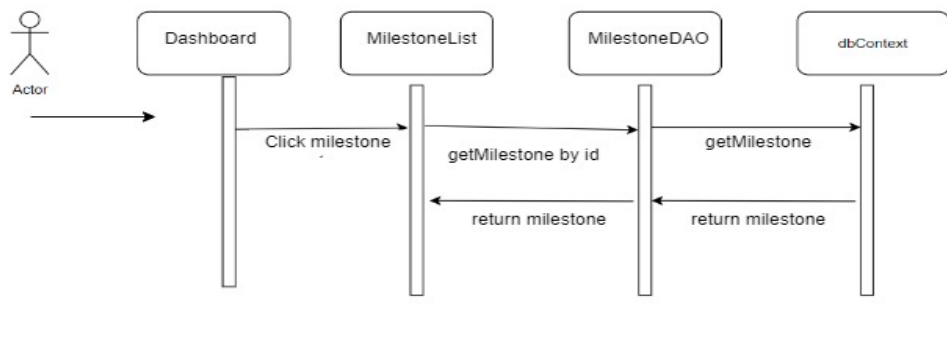 Dashboard
MilestoneList
MilestoneDAO
dbContext
Actor
Click milestone
getMilestone by id
getMilestone
return milestone
return milestone